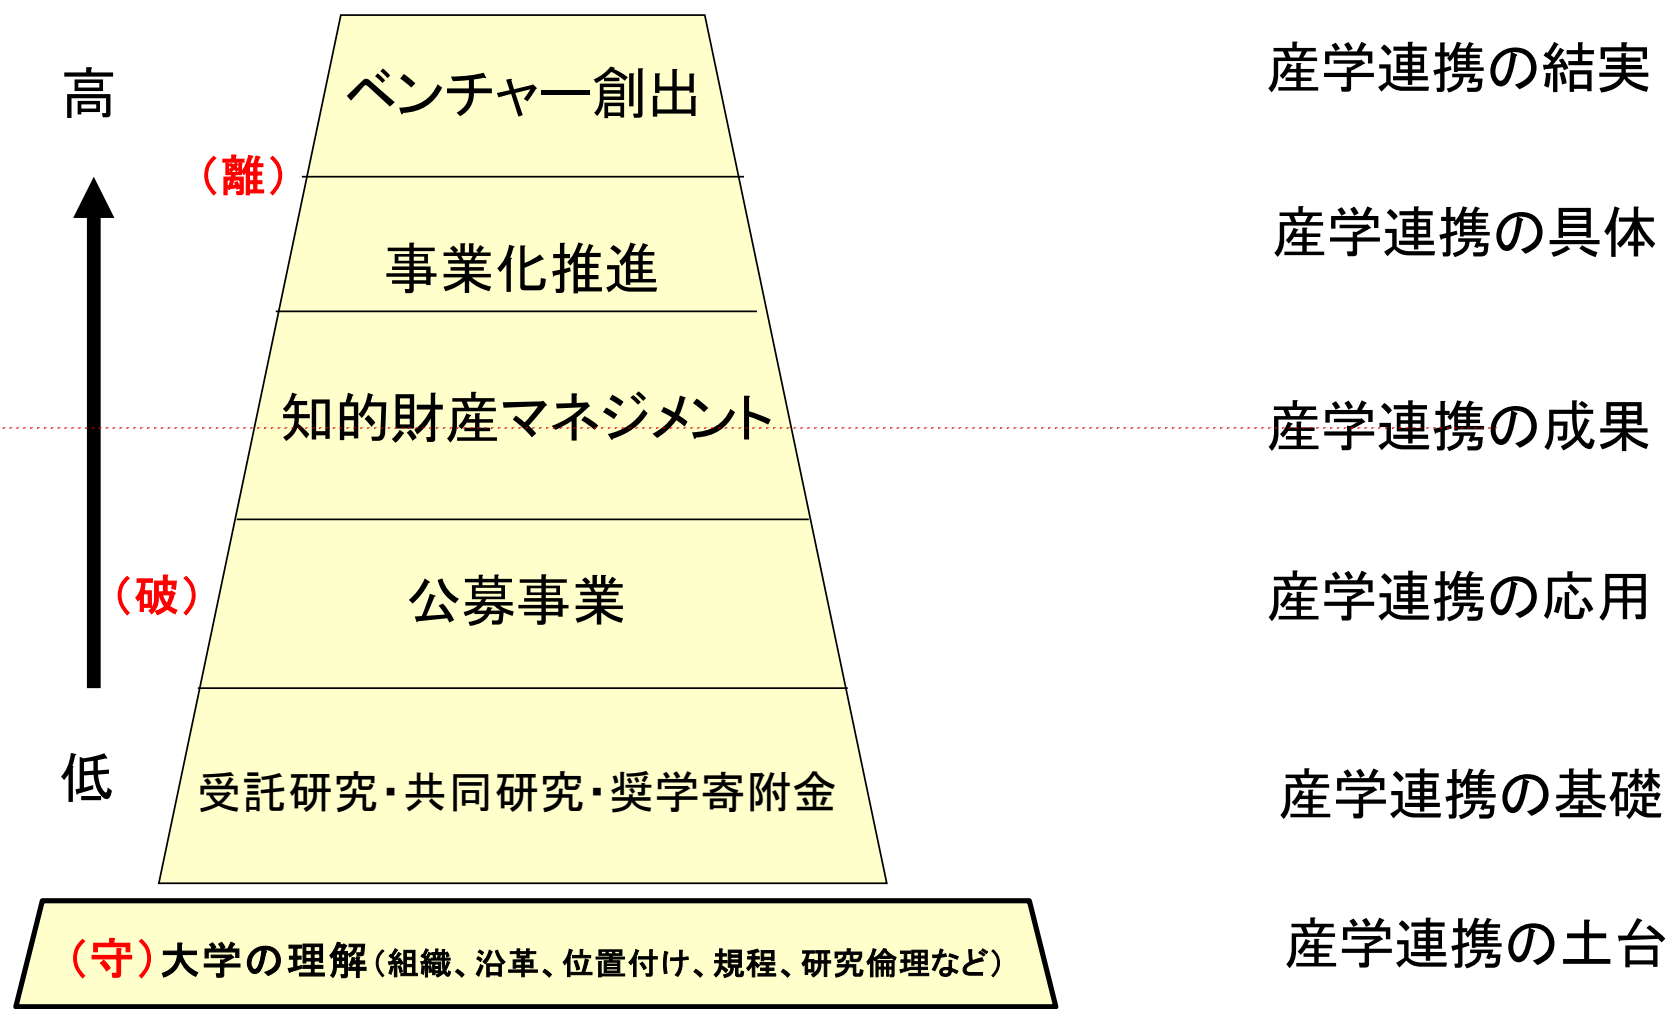 高
ベンチャー創出
産学連携の結実
（離）
事業化推進
産学連携の具体
知的財産マネジメント
産学連携の成果
（破）
公募事業
産学連携の応用
低
受託研究・共同研究・奨学寄附金
産学連携の基礎
（守）大学の理解（組織、沿革、位置付け、規程、研究倫理など）
産学連携の土台